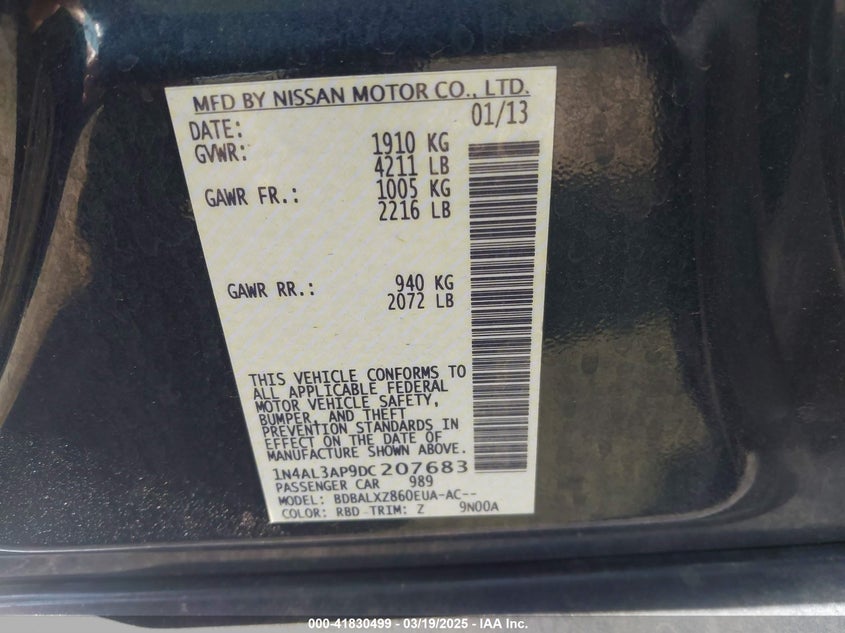 MFD BY NISSAN MOTOR CO., LTD.
DATE: 01/13
GVWR: 1910 KG
4211 LB
GAWR FR.: 1005 KG
2216 LB
GAWR RR.: 940 KG
2072 LB
THIS VEHICLE CONFORMS TO
ALL APPLICABLE FEDERAL
MOTOR VEHICLE SAFETY,
BUMPER, AND THEFT
PREVENTION STANDARDS IN
EFFECT ON THE DATE OF
MANUFACTURE SHOWN ABOVE.
1N4AL3AP9DC207683
PASSENGER CAR 989
MODEL: BDBALXZ860EUA-AC--
COLOR: RBD TRIM: Z 9N00A
000-41830499 - 03/19/2025 - IAA Inc.